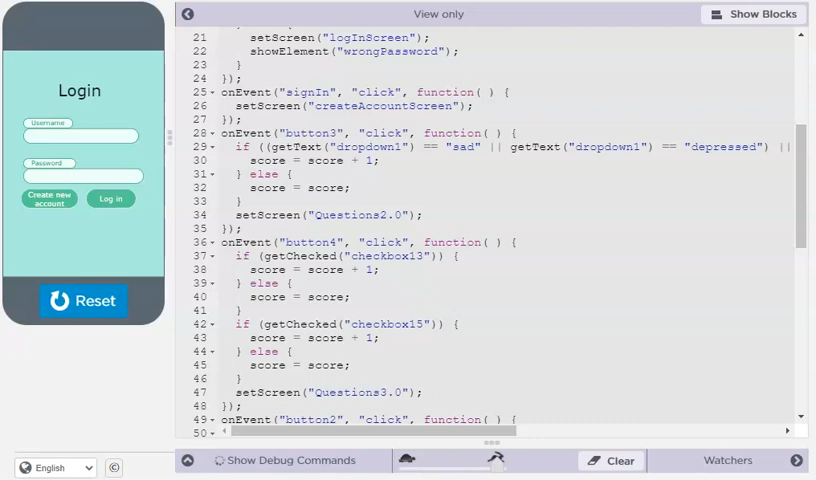 View only
Show Blocks
Login
Username
Password
Create new
account
Log in
Reset
21 setScreen("logInScreen");
22 showElement("wrongPassword");
23 }
24 });
25 onEvent("signIn", "click", function( ) {
26 setScreen("createAccountScreen");
27 });
28 onEvent("button3", "click", function( ) {
29 if ((getText("dropdown1") == "sad" || getText("dropdown1") == "depressed") ||
30 score = score + 1;
31 } else {
32 score = score;
33 }
34 setScreen("Questions2.0");
35 });
36 onEvent("button4", "click", function( ) {
37 if (getChecked("checkbox13")) {
38 score = score + 1;
39 } else {
40 score = score;
41 }
42 if (getChecked("checkbox15")) {
43 score = score + 1;
44 } else {
45 score = score;
46 }
47 setScreen("Questions3.0");
48 });
49 onEvent("button2", "click", function( ) {
50
English
©
Show Debug Commands
Clear
Watchers